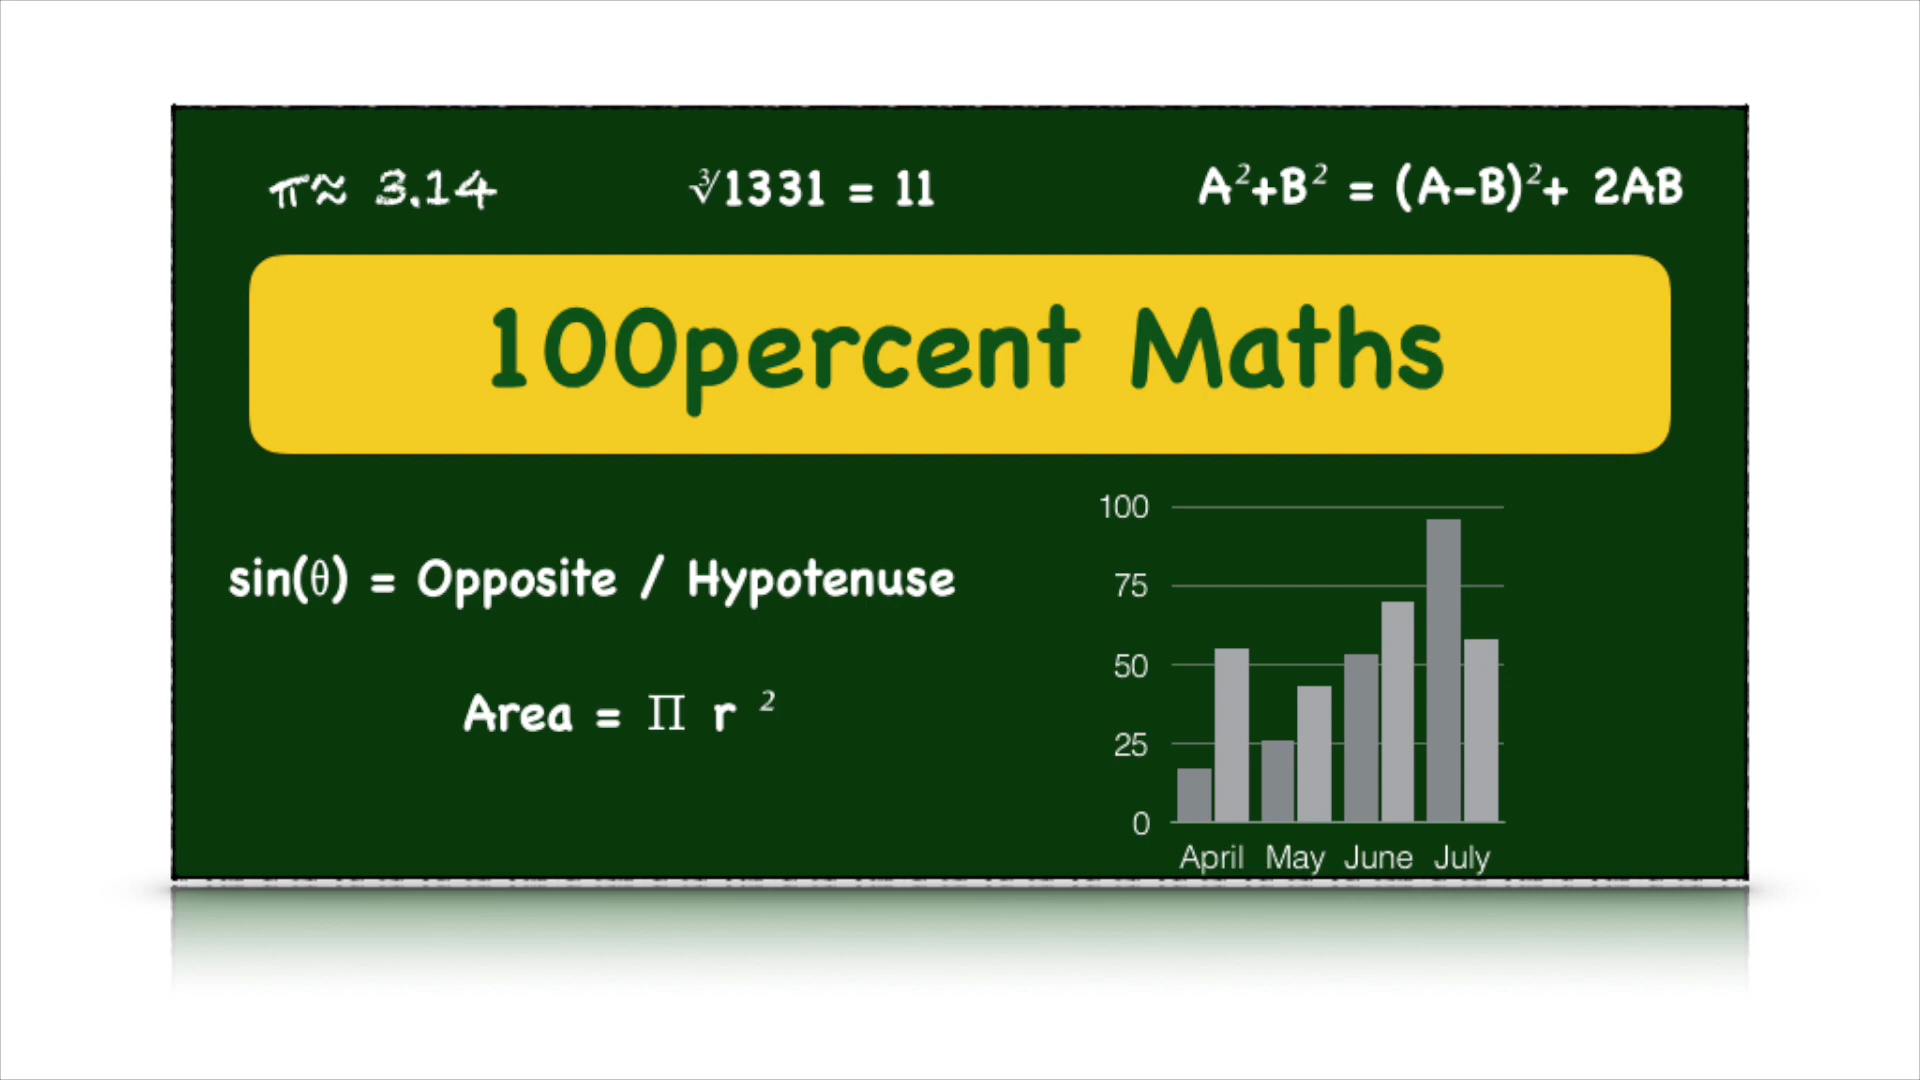 π≈ 3.14
∛1331 = 11
A²+B² = (A-B)²+ 2AB
100percent Maths
sin(θ) = Opposite / Hypotenuse
Area = Π r ²
100
75
50
25
0
April May June July